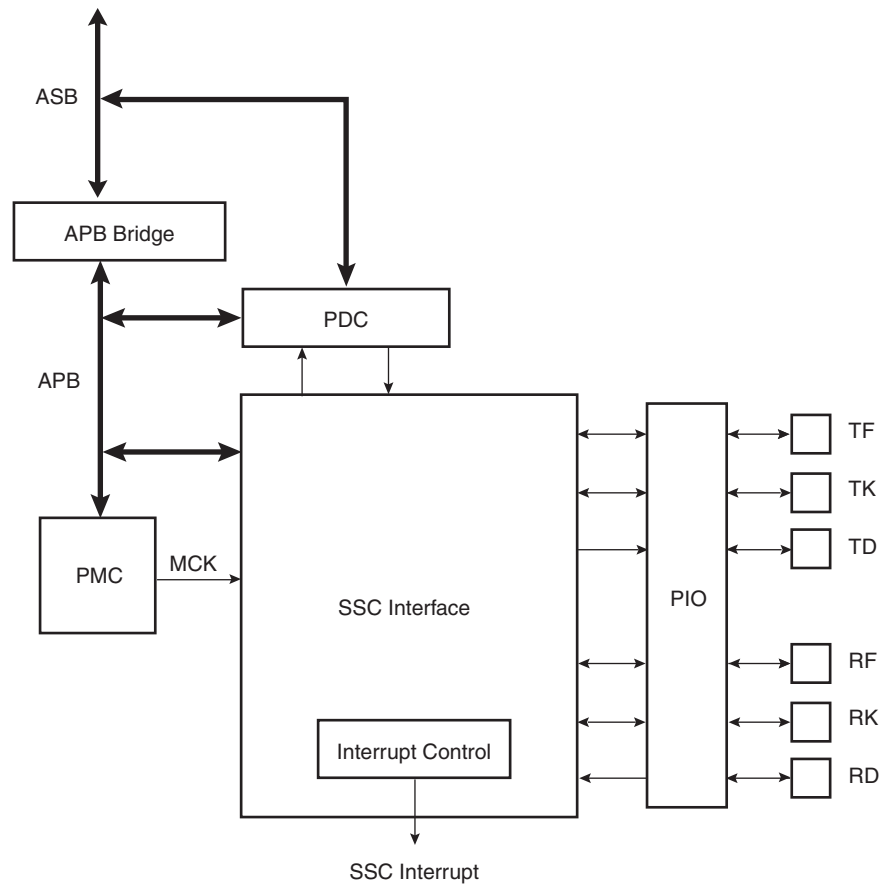 ASB
APB Bridge
PDC
APB
TF
TK
TD
PMC
MCK
SSC Interface
PIO
RF
RK
RD
Interrupt Control
SSC Interrupt